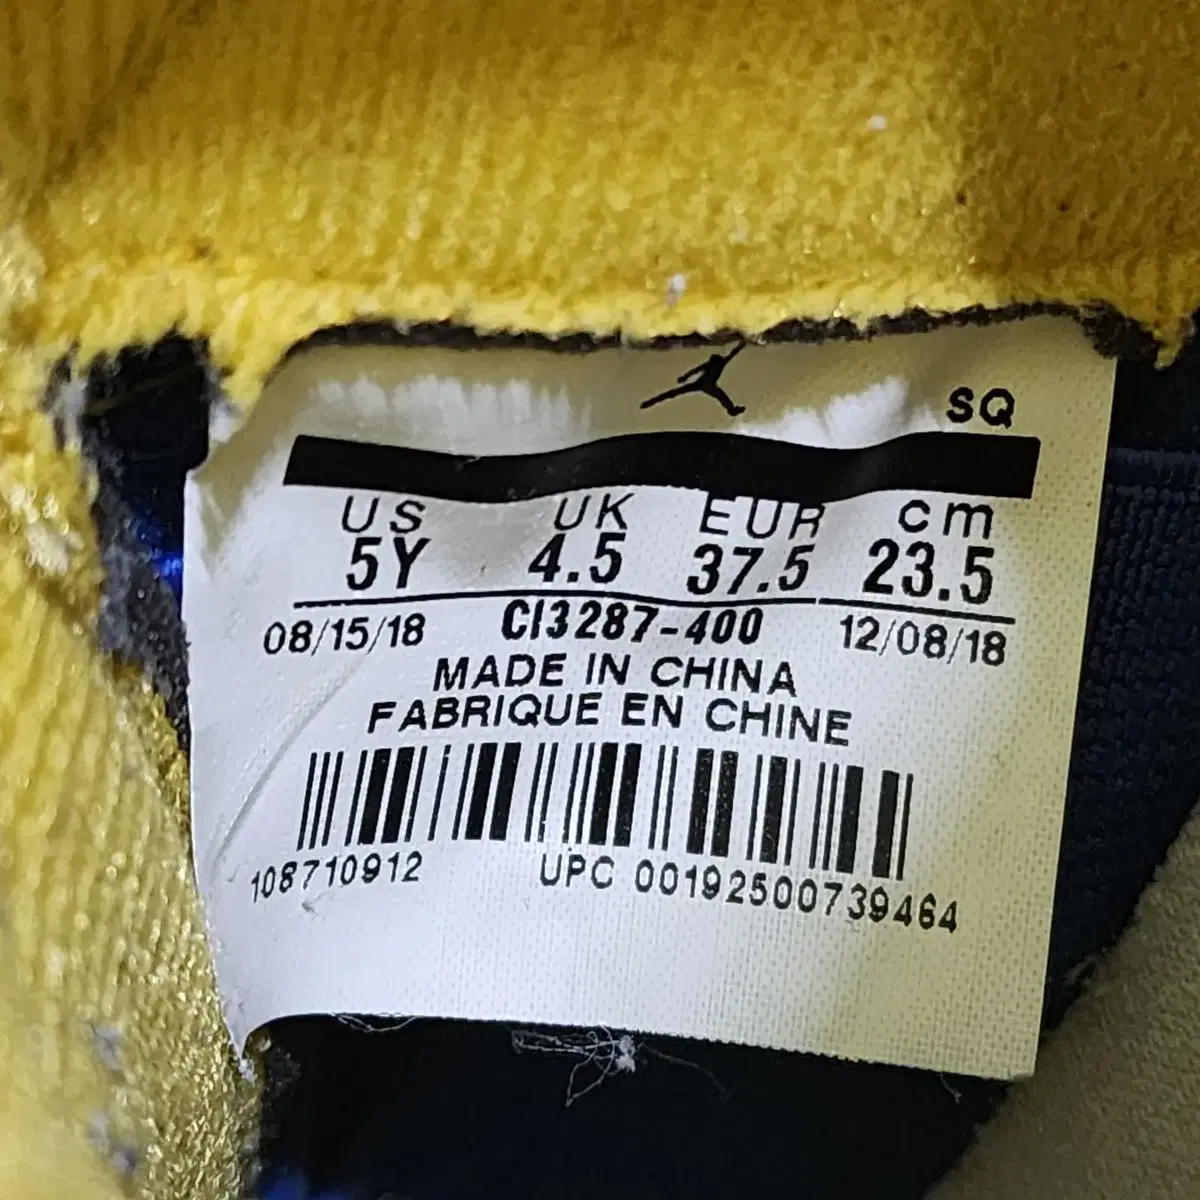 SQ
US UK EUR cm
5Y 4.5 37.5 23.5
08/15/18 CI3287-400 12/08/18
MADE IN CHINA
FABRIQUE EN CHINE
108710912 UPC 00192500739464